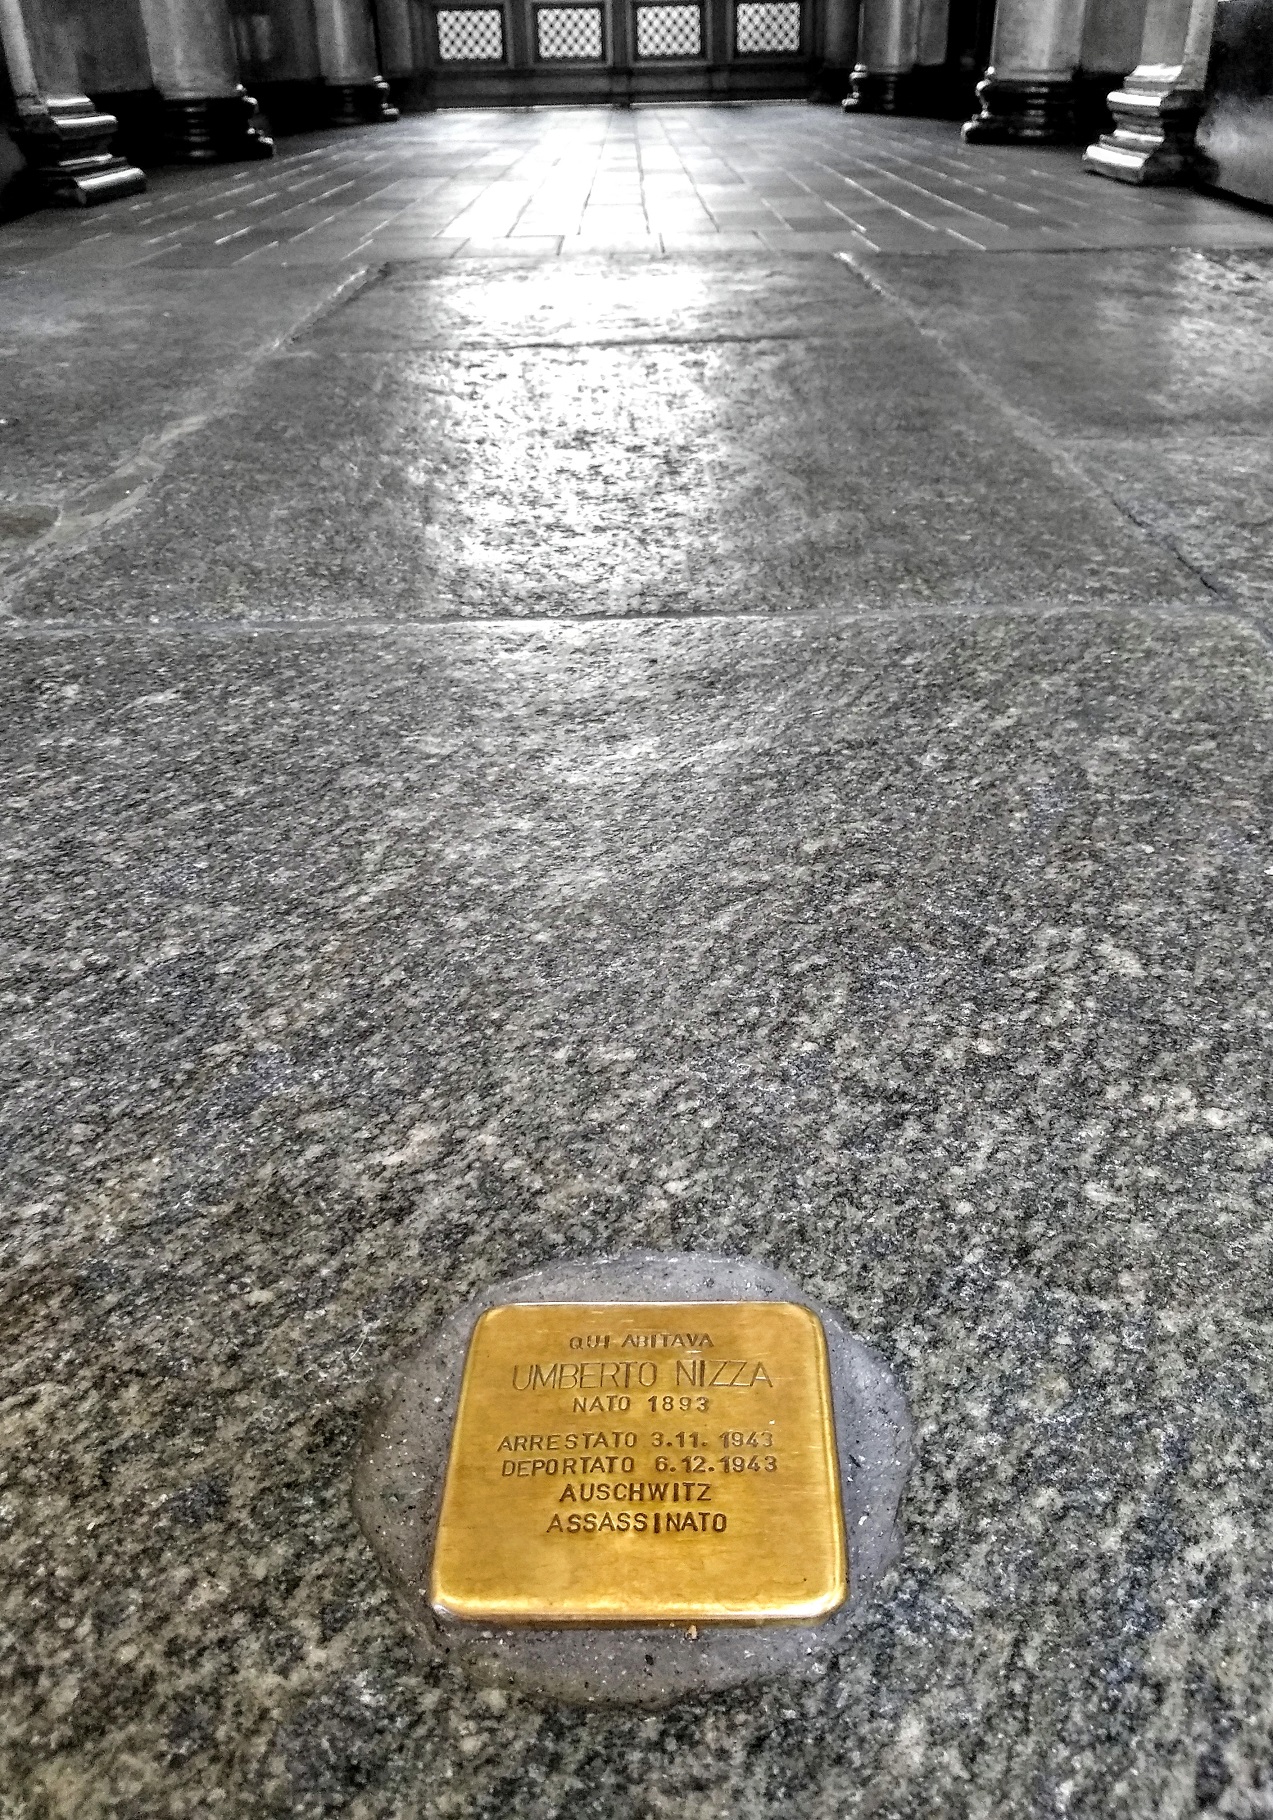 QUI ABITAVA
UMBERTO NIZZA
NATO 1893
ARRESTATO 3.11. 1943
DEPORTATO 6.12.1943
AUSCHWITZ
ASSASSINATO